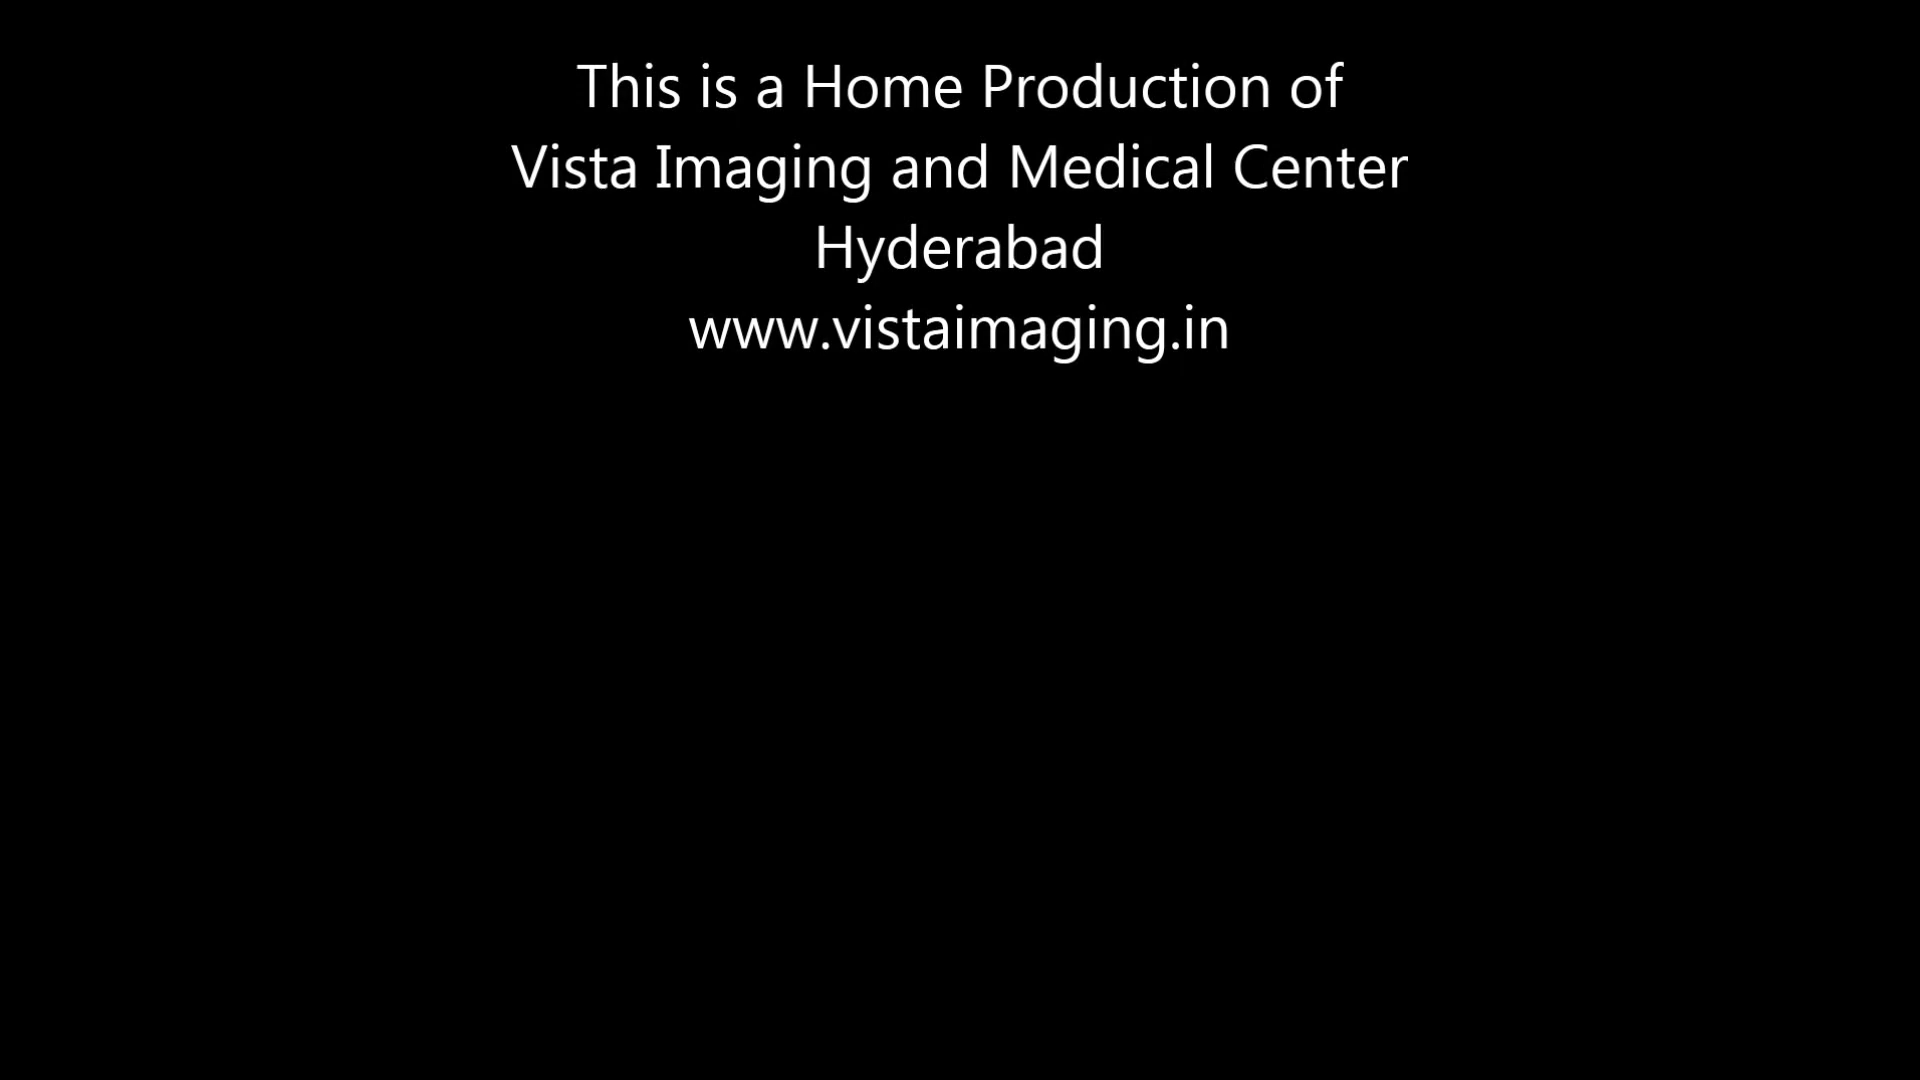 This is a Home Production of
Vista Imaging and Medical Center
Hyderabad
www.vistaimaging.in